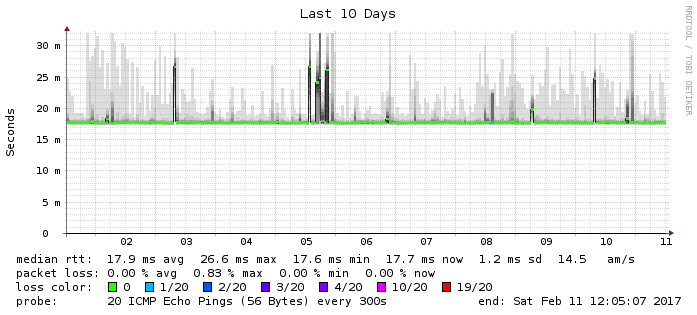 Last 10 Days
RRDTOOL / TOBI OETIKER
Seconds
30 m
25 m
20 m
15 m
10 m
5 m
0
02 03 04 05 06 07 08 09 10 11
median rtt: 17.9 ms avg 26.6 ms max 17.6 ms min 17.7 ms now 1.2 ms sd 14.5 am/s
packet loss: 0.00 % avg 0.83 % max 0.00 % min 0.00 % now
loss color: 0 1/20 2/20 3/20 4/20 10/20 19/20
probe: 20 ICMP Echo Pings (56 Bytes) every 300s end: Sat Feb 11 12:05:07 2017